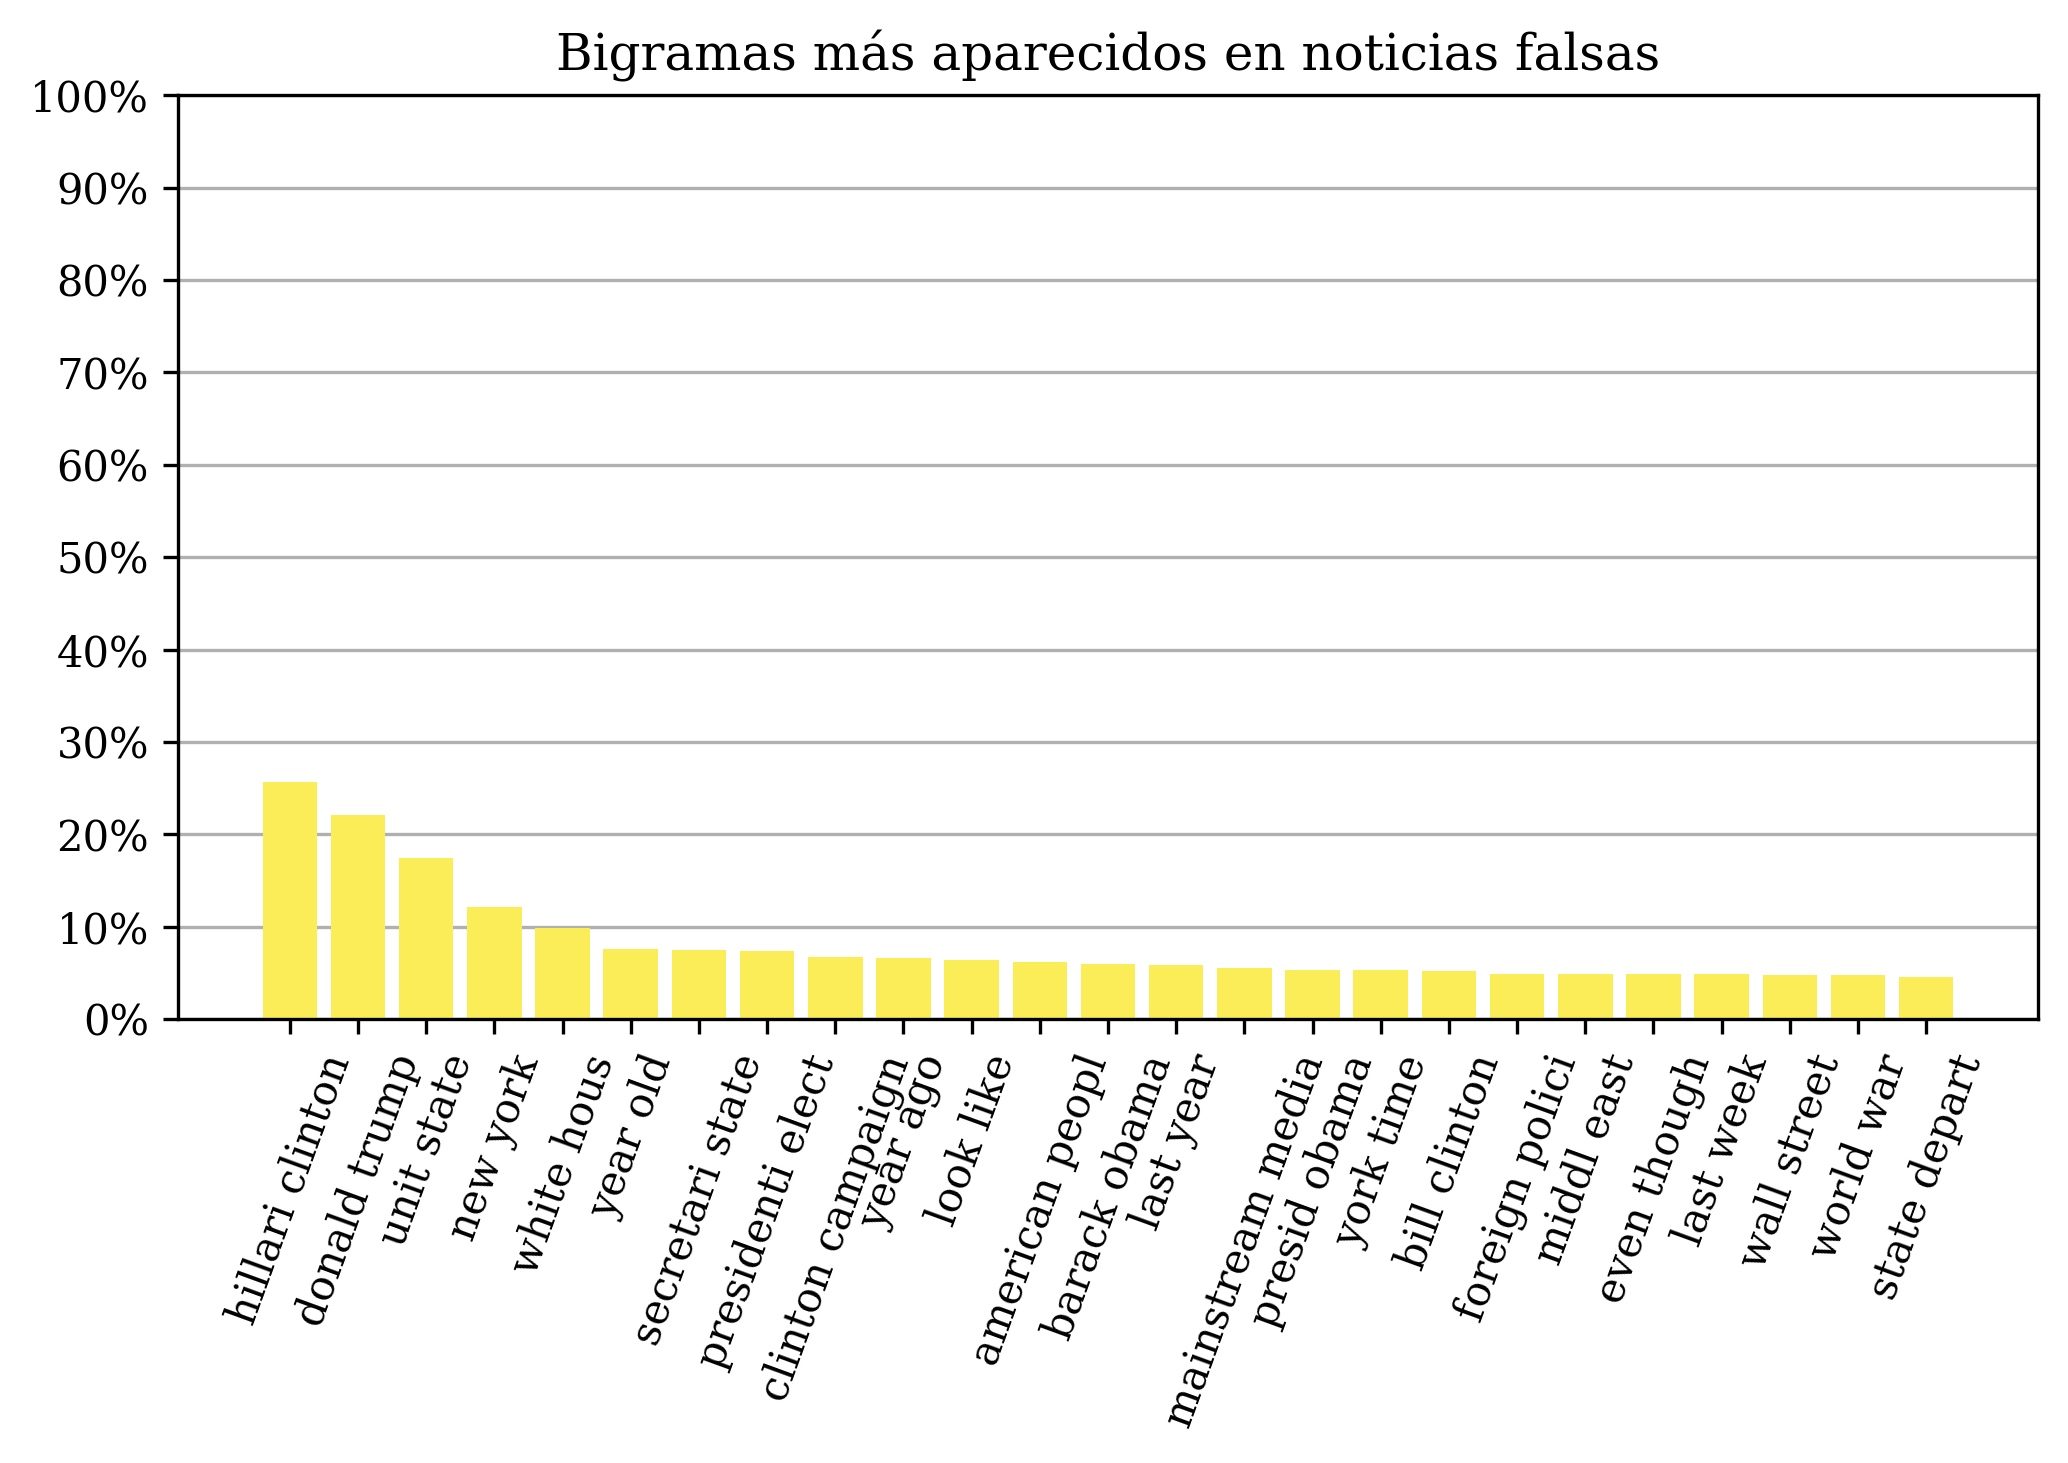 Bigramas más aparecidos en noticias falsas
100%
90%
80%
70%
60%
50%
40%
30%
20%
10%
0%
hillari clinton
donald trump
unit state
new york
white hous
year old
secretari state
presidenti elect
clinton campaign
year ago
look like
american peopl
barack obama
last year
mainstream media
presid obama
york time
bill clinton
foreign polici
middl east
even though
last week
wall street
world war
state depart